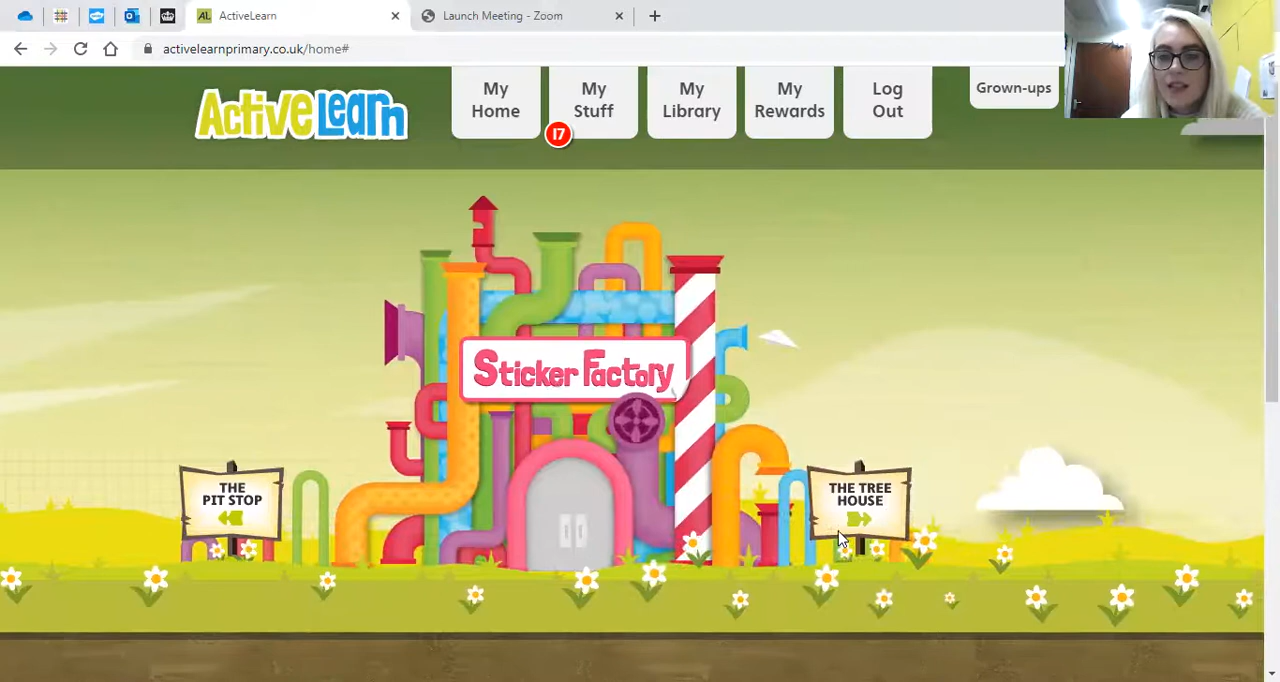 ActiveLearn
Launch Meeting - Zoom
activelearnprimary.co.uk/home#
ActiveLearn
My
Home
My
Stuff
17
My
Library
My
Rewards
Log
Out
Grown-ups
Sticker Factory
THE
PIT STOP
THE TREE
HOUSE